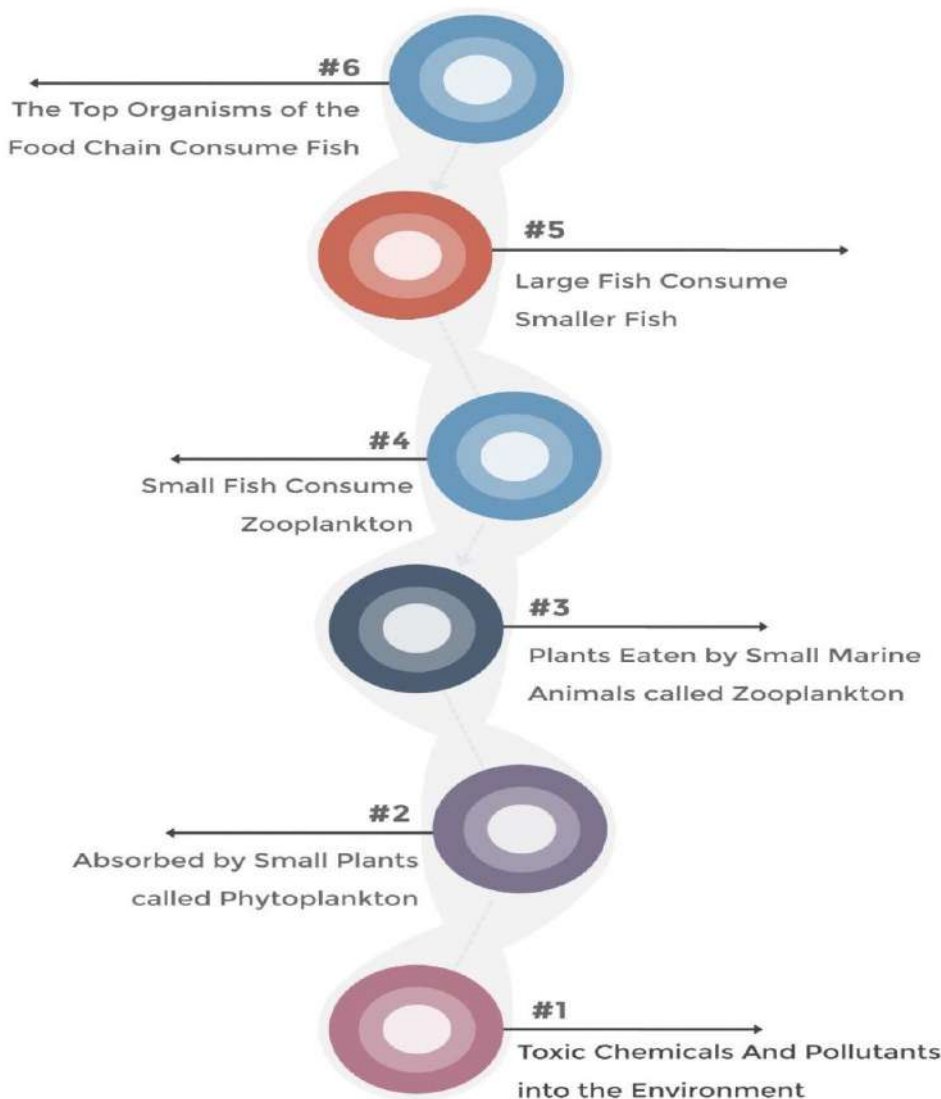 #6
The Top Organisms of the
Food Chain Consume Fish
#5
Large Fish Consume
Smaller Fish
#4
Small Fish Consume
Zooplankton
#3
Plants Eaten by Small Marine
Animals called Zooplankton
#2
Absorbed by Small Plants
called Phytoplankton
#1
Toxic Chemicals And Pollutants
into the Environment